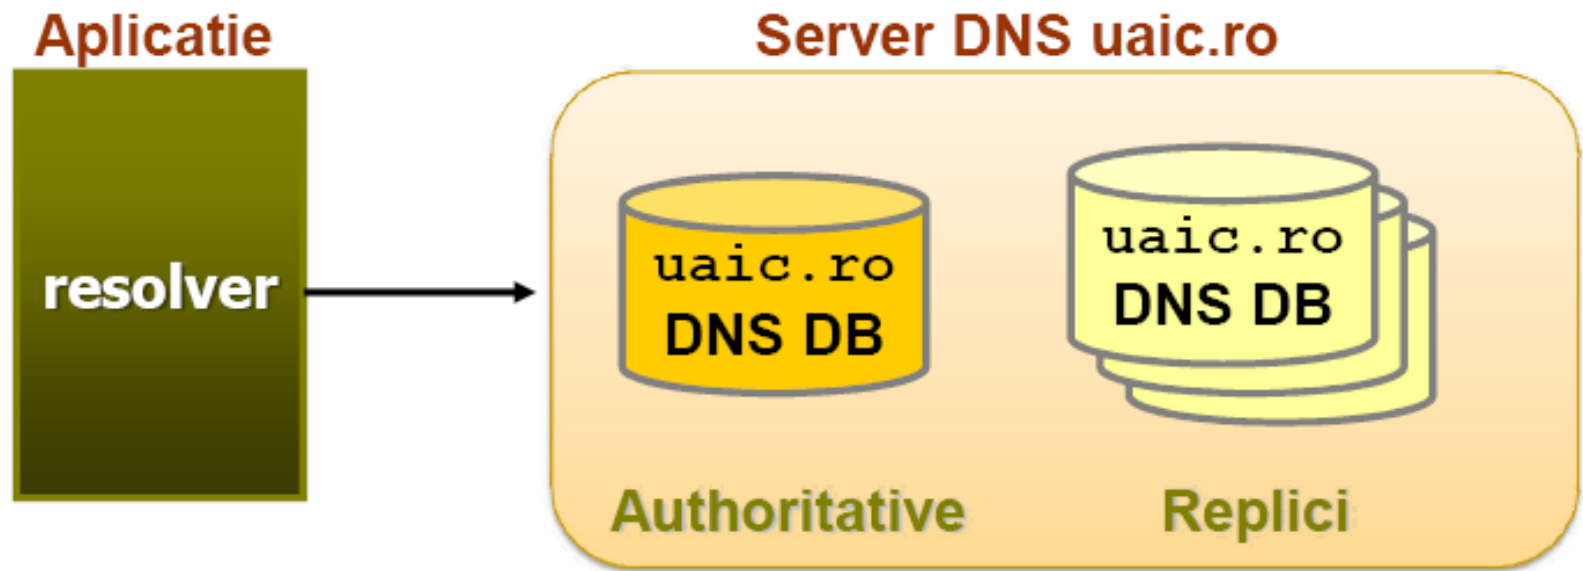 Aplicatie
resolver
Server DNS uaic.ro
uaic.ro
DNS DB
Authoritative
uaic.ro
DNS DB
Replici